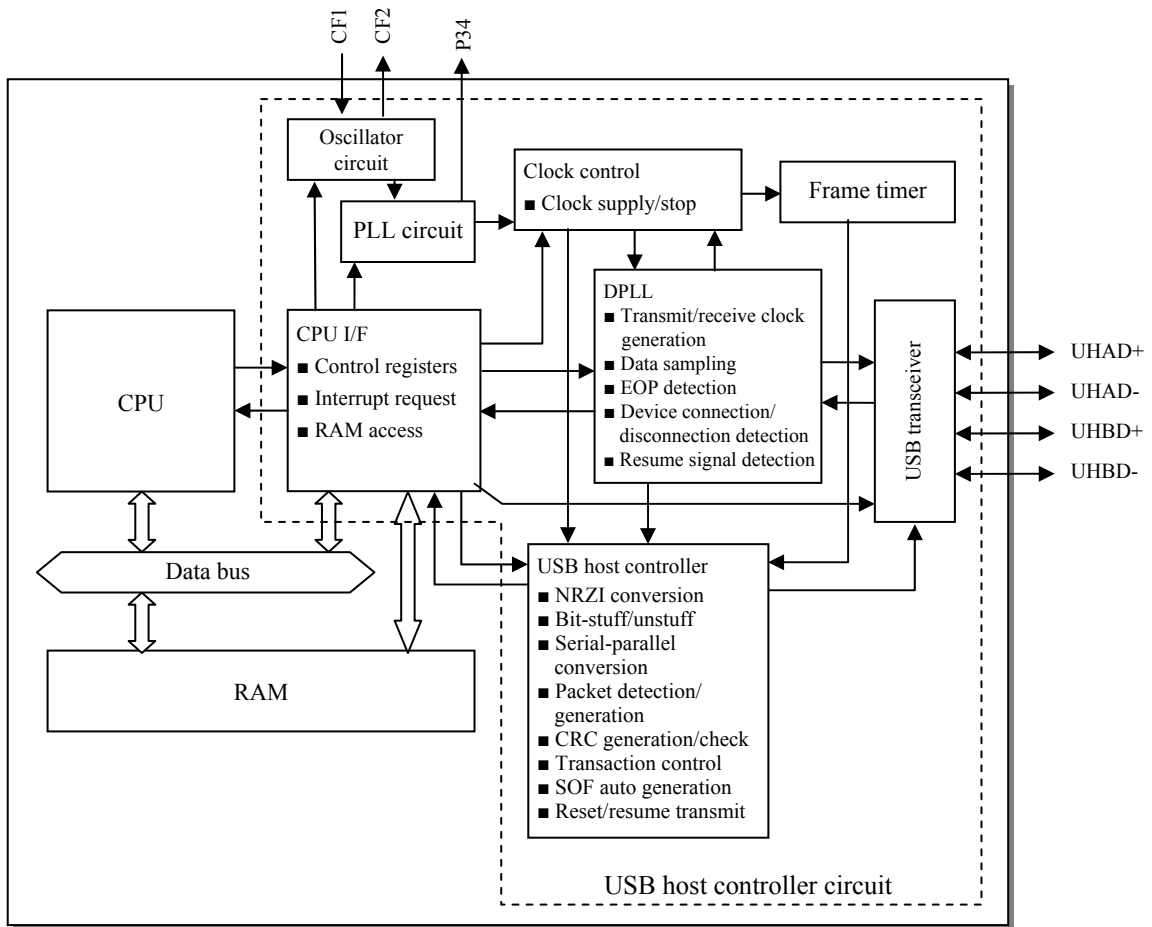 CF1
CF2
P34
Oscillator
circuit
PLL circuit
Clock control
■ Clock supply/stop
Frame timer
CPU
CPU I/F
■ Control registers
■ Interrupt request
■ RAM access
DPLL
■ Transmit/receive clock
generation
■ Data sampling
■ EOP detection
■ Device connection/
disconnection detection
■ Resume signal detection
USB transceiver
UHAD+
UHAD-
UHBD+
UHBD-
Data bus
RAM
USB host controller
■ NRZI conversion
■ Bit-stuff/unstuff
■ Serial-parallel
conversion
■ Packet detection/
generation
■ CRC generation/check
■ Transaction control
■ SOF auto generation
■ Reset/resume transmit
USB host controller circuit